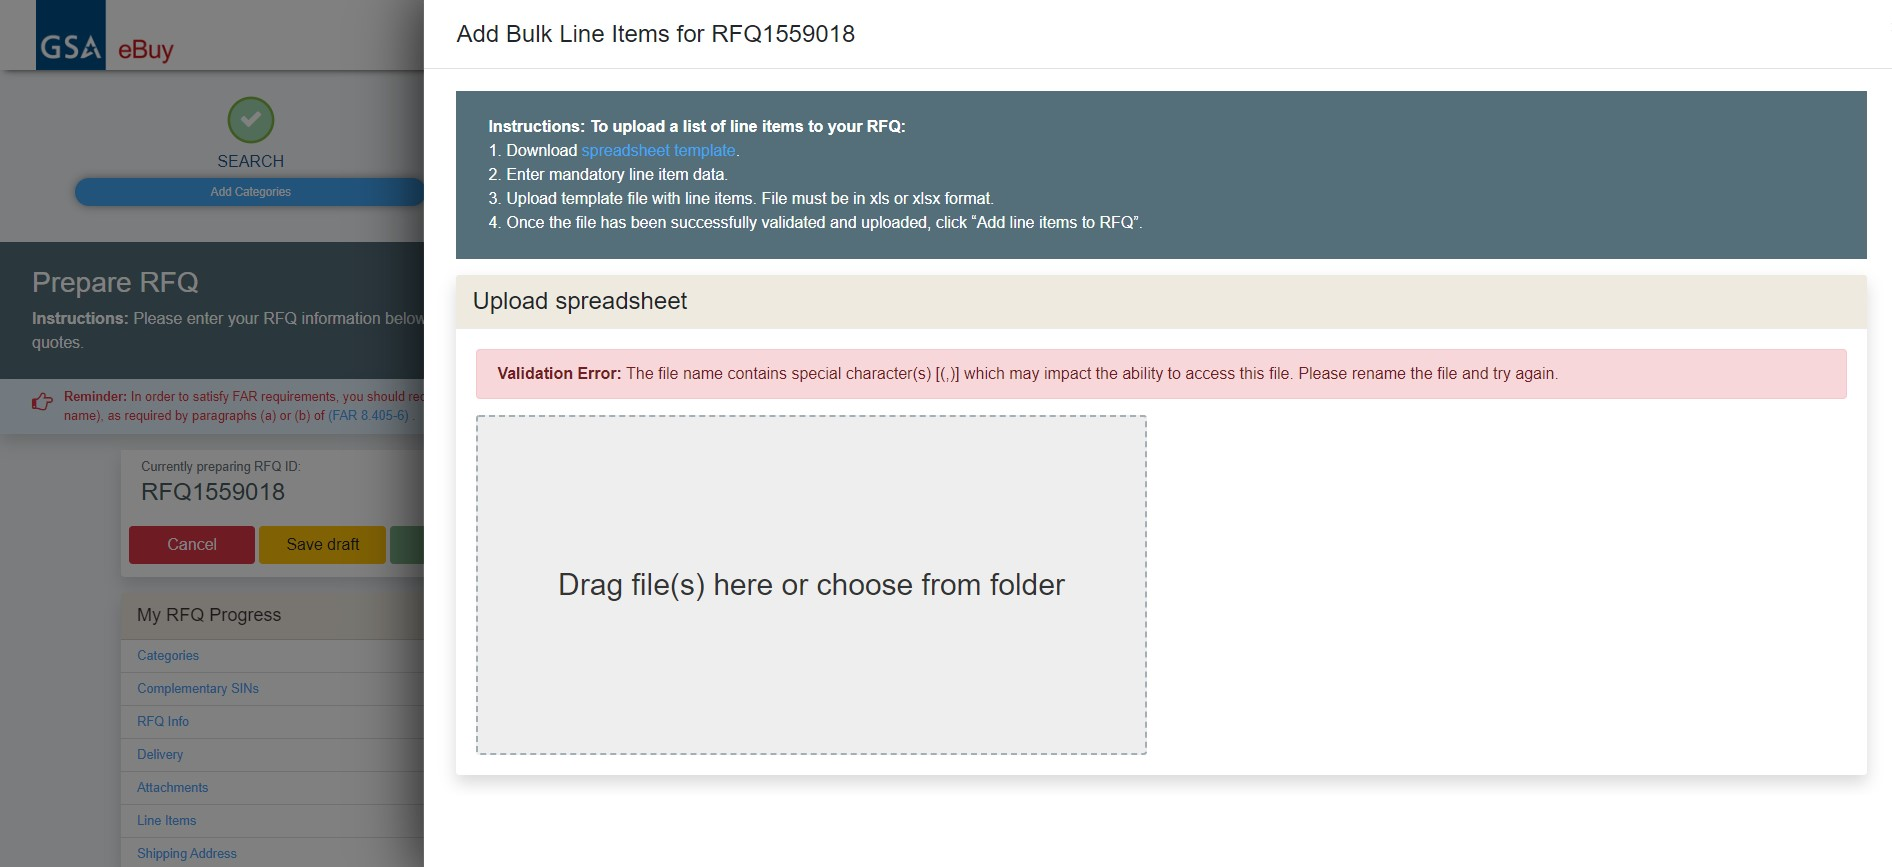 GSA eBuy
SEARCH
Add Categories
Prepare RFQ
Instructions: Please enter your RFQ information below
quotes.
Reminder: In order to satisfy FAR requirements, you should
name), as required by paragraphs (a) or (b) of (FAR 8.405-6) .
Currently preparing RFQ ID:
RFQ1559018
Cancel
Save draft
My RFQ Progress
Categories
Complementary SINs
RFQ Info
Delivery
Attachments
Line Items
Shipping Address
Add Bulk Line Items for RFQ1559018
Instructions: To upload a list of line items to your RFQ:
1. Download spreadsheet template.
2. Enter mandatory line item data.
3. Upload template file with line items. File must be in xls or xlsx format.
4. Once the file has been successfully validated and uploaded, click “Add line items to RFQ”.
Upload spreadsheet
Validation Error: The file name contains special character(s) [(,)] which may impact the ability to access this file. Please rename the file and try again.
Drag file(s) here or choose from folder